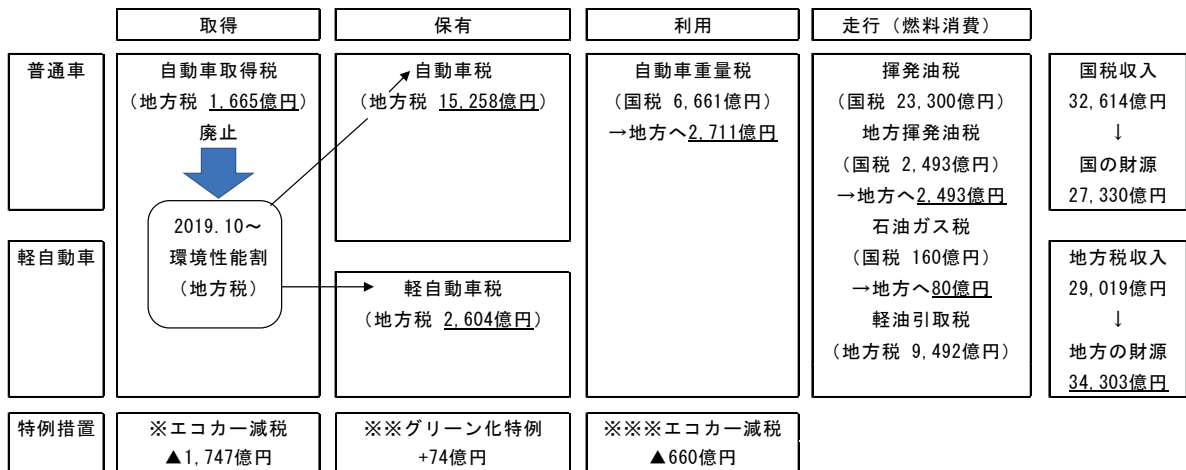 取得
保有
利用
走行（燃料消費）
普通車
自動車取得税
（地方税 1,665億円）
廃止
2019.10～
環境性能割
（地方税）
自動車税
（地方税 15,258億円）
自動車重量税
（国税 6,661億円）
→地方へ2,711億円
揮発油税
（国税 23,300億円）
地方揮発油税
（国税 2,493億円）
→地方へ2,493億円
石油ガス税
（国税 160億円）
→地方へ80億円
軽油引取税
（地方税 9,492億円）
国税収入
32,614億円
↓
国の財源
27,330億円
軽自動車
軽自動車税
（地方税 2,604億円）
地方税収入
29,019億円
↓
地方の財源
34,303億円
特例措置
※エコカー減税
▲1,747億円
※※グリーン化特例
+74億円
※※※エコカー減税
▲660億円